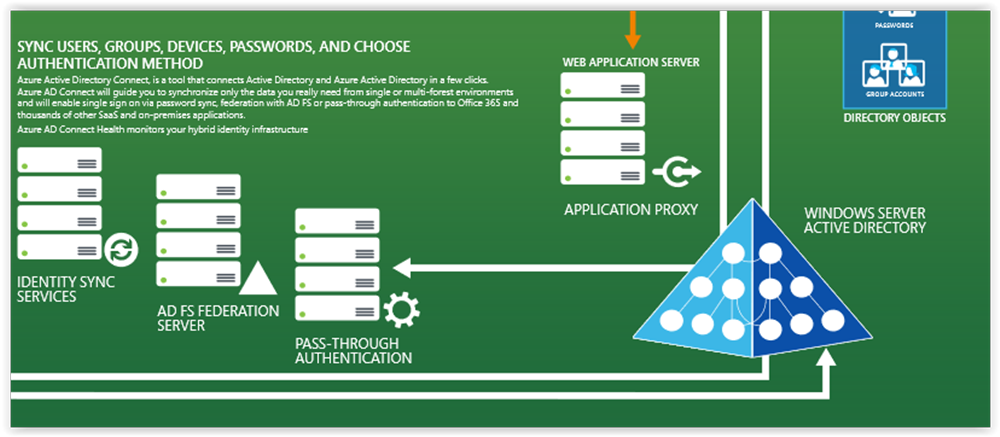 SYNC USERS, GROUPS, DEVICES, PASSWORDS, AND CHOOSE
AUTHENTICATION METHOD
Azure Active Directory Connect, is a tool that connects Active Directory and Azure Active Directory in a few clicks.
Azure AD Connect will guide you to synchronize only the data you really need from single or multi-forest environments
and will enable single sign on via password sync, federation with AD FS or pass-through authentication to Office 365 and
thousands of other SaaS and on-premises applications.
Azure AD Connect Health monitors your hybrid identity infrastructure
IDENTITY SYNC
SERVICES
AD FS FEDERATION
SERVER
PASS-THROUGH
AUTHENTICATION
WEB APPLICATION SERVER
APPLICATION PROXY
PASSWORDS
GROUP ACCOUNTS
DIRECTORY OBJECTS
WINDOWS SERVER
ACTIVE DIRECTORY